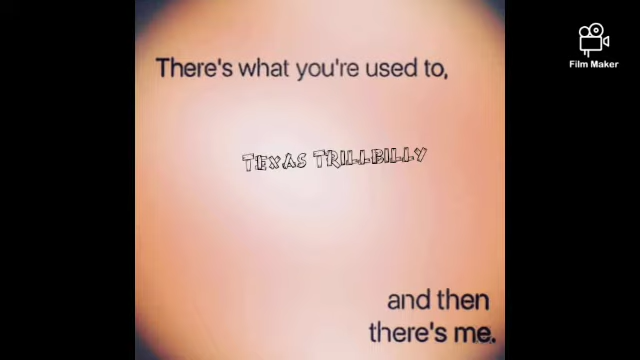 There's what you're used to,
Film Maker
TEXAS TRILLBILLY
and then
there's me.